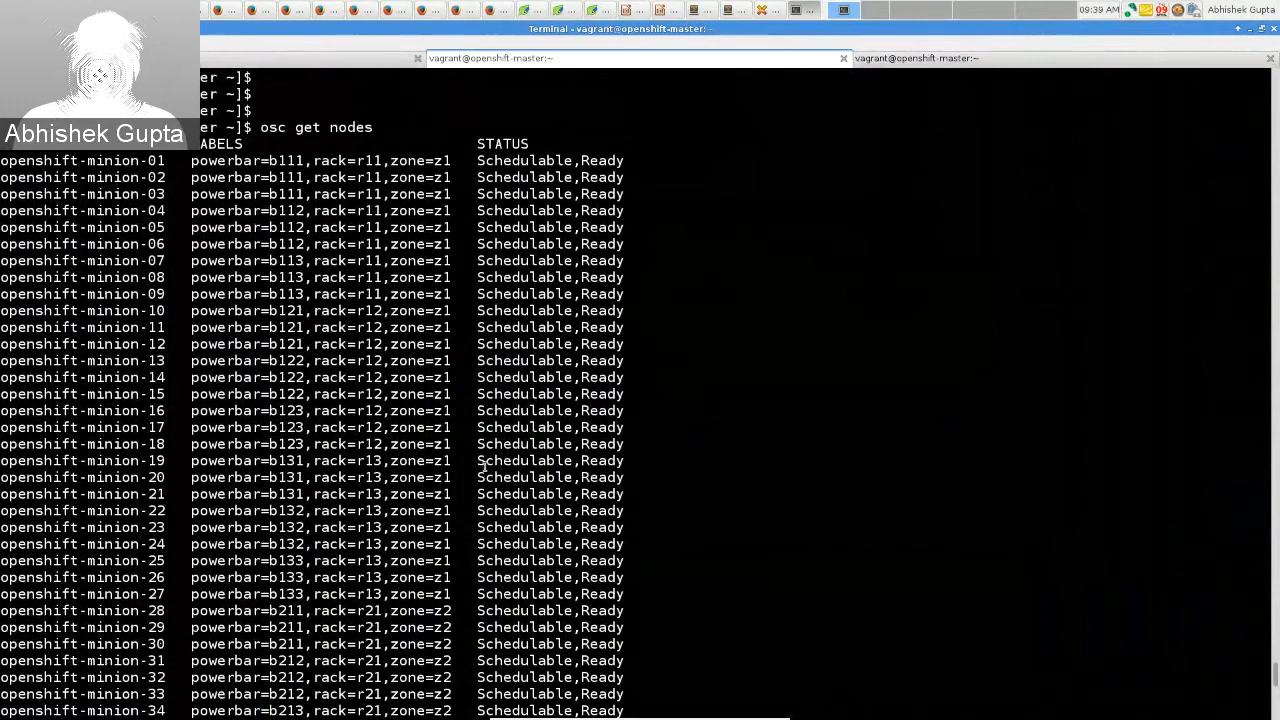 09:39 AM
09
Abhishek Gupta
Terminal - vagrant@openshift-master:~
vagrant@openshift-master:~
vagrant@openshift-master:~
er ~]$
er ~]$
er ~]$
Abhishek Gupta
er ~]$ osc get nodes
ABELS STATUS
openshift-minion-01 powerbar=b111,rack=r11,zone=z1 Schedulable,Ready
openshift-minion-02 powerbar=b111,rack=r11,zone=z1 Schedulable,Ready
openshift-minion-03 powerbar=b111,rack=r11,zone=z1 Schedulable,Ready
openshift-minion-04 powerbar=b112,rack=r11,zone=z1 Schedulable,Ready
openshift-minion-05 powerbar=b112,rack=r11,zone=z1 Schedulable,Ready
openshift-minion-06 powerbar=b112,rack=r11,zone=z1 Schedulable,Ready
openshift-minion-07 powerbar=b113,rack=r11,zone=z1 Schedulable,Ready
openshift-minion-08 powerbar=b113,rack=r11,zone=z1 Schedulable,Ready
openshift-minion-09 powerbar=b113,rack=r11,zone=z1 Schedulable,Ready
openshift-minion-10 powerbar=b121,rack=r12,zone=z1 Schedulable,Ready
openshift-minion-11 powerbar=b121,rack=r12,zone=z1 Schedulable,Ready
openshift-minion-12 powerbar=b121,rack=r12,zone=z1 Schedulable,Ready
openshift-minion-13 powerbar=b122,rack=r12,zone=z1 Schedulable,Ready
openshift-minion-14 powerbar=b122,rack=r12,zone=z1 Schedulable,Ready
openshift-minion-15 powerbar=b122,rack=r12,zone=z1 Schedulable,Ready
openshift-minion-16 powerbar=b123,rack=r12,zone=z1 Schedulable,Ready
openshift-minion-17 powerbar=b123,rack=r12,zone=z1 Schedulable,Ready
openshift-minion-18 powerbar=b123,rack=r12,zone=z1 Schedulable,Ready
openshift-minion-19 powerbar=b131,rack=r13,zone=z1 Schedulable,Ready
openshift-minion-20 powerbar=b131,rack=r13,zone=z1 Schedulable,Ready
openshift-minion-21 powerbar=b131,rack=r13,zone=z1 Schedulable,Ready
openshift-minion-22 powerbar=b132,rack=r13,zone=z1 Schedulable,Ready
openshift-minion-23 powerbar=b132,rack=r13,zone=z1 Schedulable,Ready
openshift-minion-24 powerbar=b132,rack=r13,zone=z1 Schedulable,Ready
openshift-minion-25 powerbar=b133,rack=r13,zone=z1 Schedulable,Ready
openshift-minion-26 powerbar=b133,rack=r13,zone=z1 Schedulable,Ready
openshift-minion-27 powerbar=b133,rack=r13,zone=z1 Schedulable,Ready
openshift-minion-28 powerbar=b211,rack=r21,zone=z2 Schedulable,Ready
openshift-minion-29 powerbar=b211,rack=r21,zone=z2 Schedulable,Ready
openshift-minion-30 powerbar=b211,rack=r21,zone=z2 Schedulable,Ready
openshift-minion-31 powerbar=b212,rack=r21,zone=z2 Schedulable,Ready
openshift-minion-32 powerbar=b212,rack=r21,zone=z2 Schedulable,Ready
openshift-minion-33 powerbar=b212,rack=r21,zone=z2 Schedulable,Ready
openshift-minion-34 powerbar=b213,rack=r21,zone=z2 Schedulable,Ready